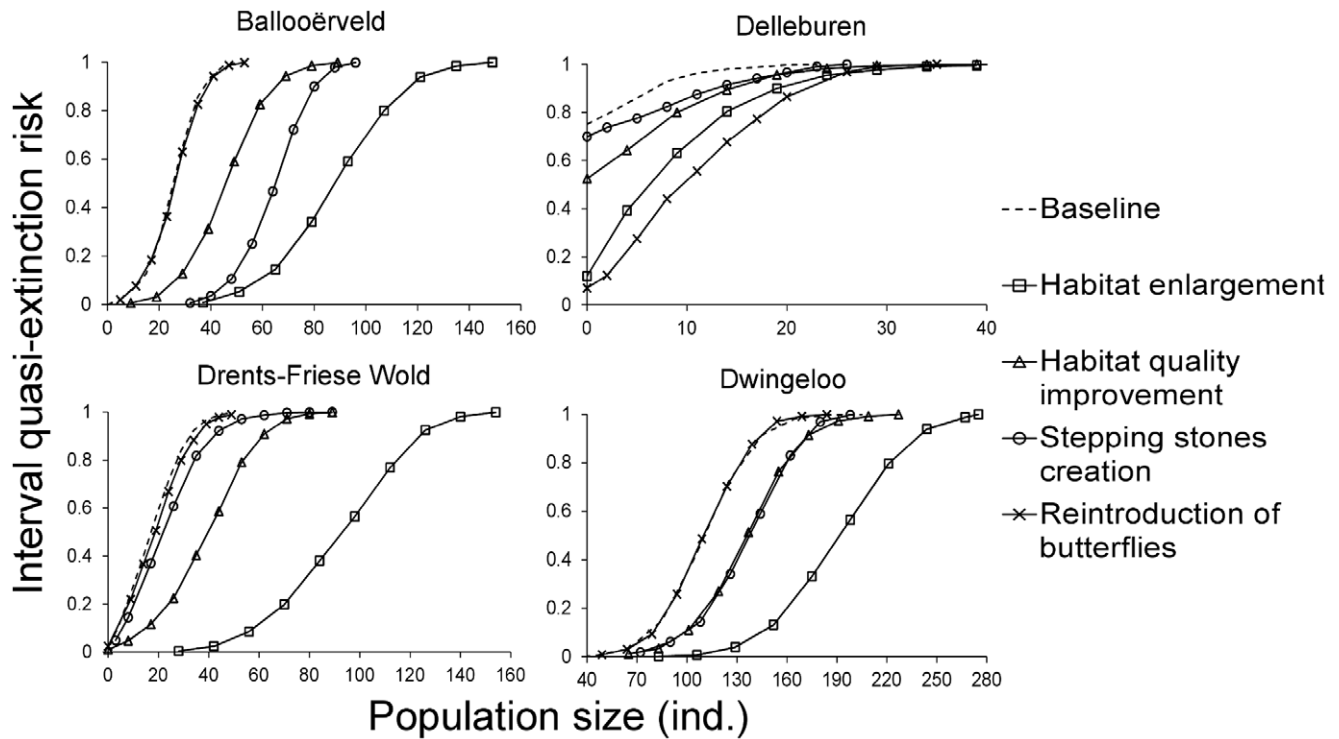 Ballooërveld
Delleburen
1
0.8
0.6
0.4
0.2
0
0 20 40 60 80 100 120 140 160
1
0.8
0.6
0.4
0.2
0
0 10 20 30 40
Drents-Friese Wold
Dwingeloo
1
0.8
0.6
0.4
0.2
0
0 20 40 60 80 100 120 140 160
1
0.8
0.6
0.4
0.2
0
40 70 100 130 160 190 220 250 280
Interval quasi-extinction risk
Population size (ind.)
Baseline
Habitat enlargement
Habitat quality
improvement
Stepping stones
creation
Reintroduction of
butterflies